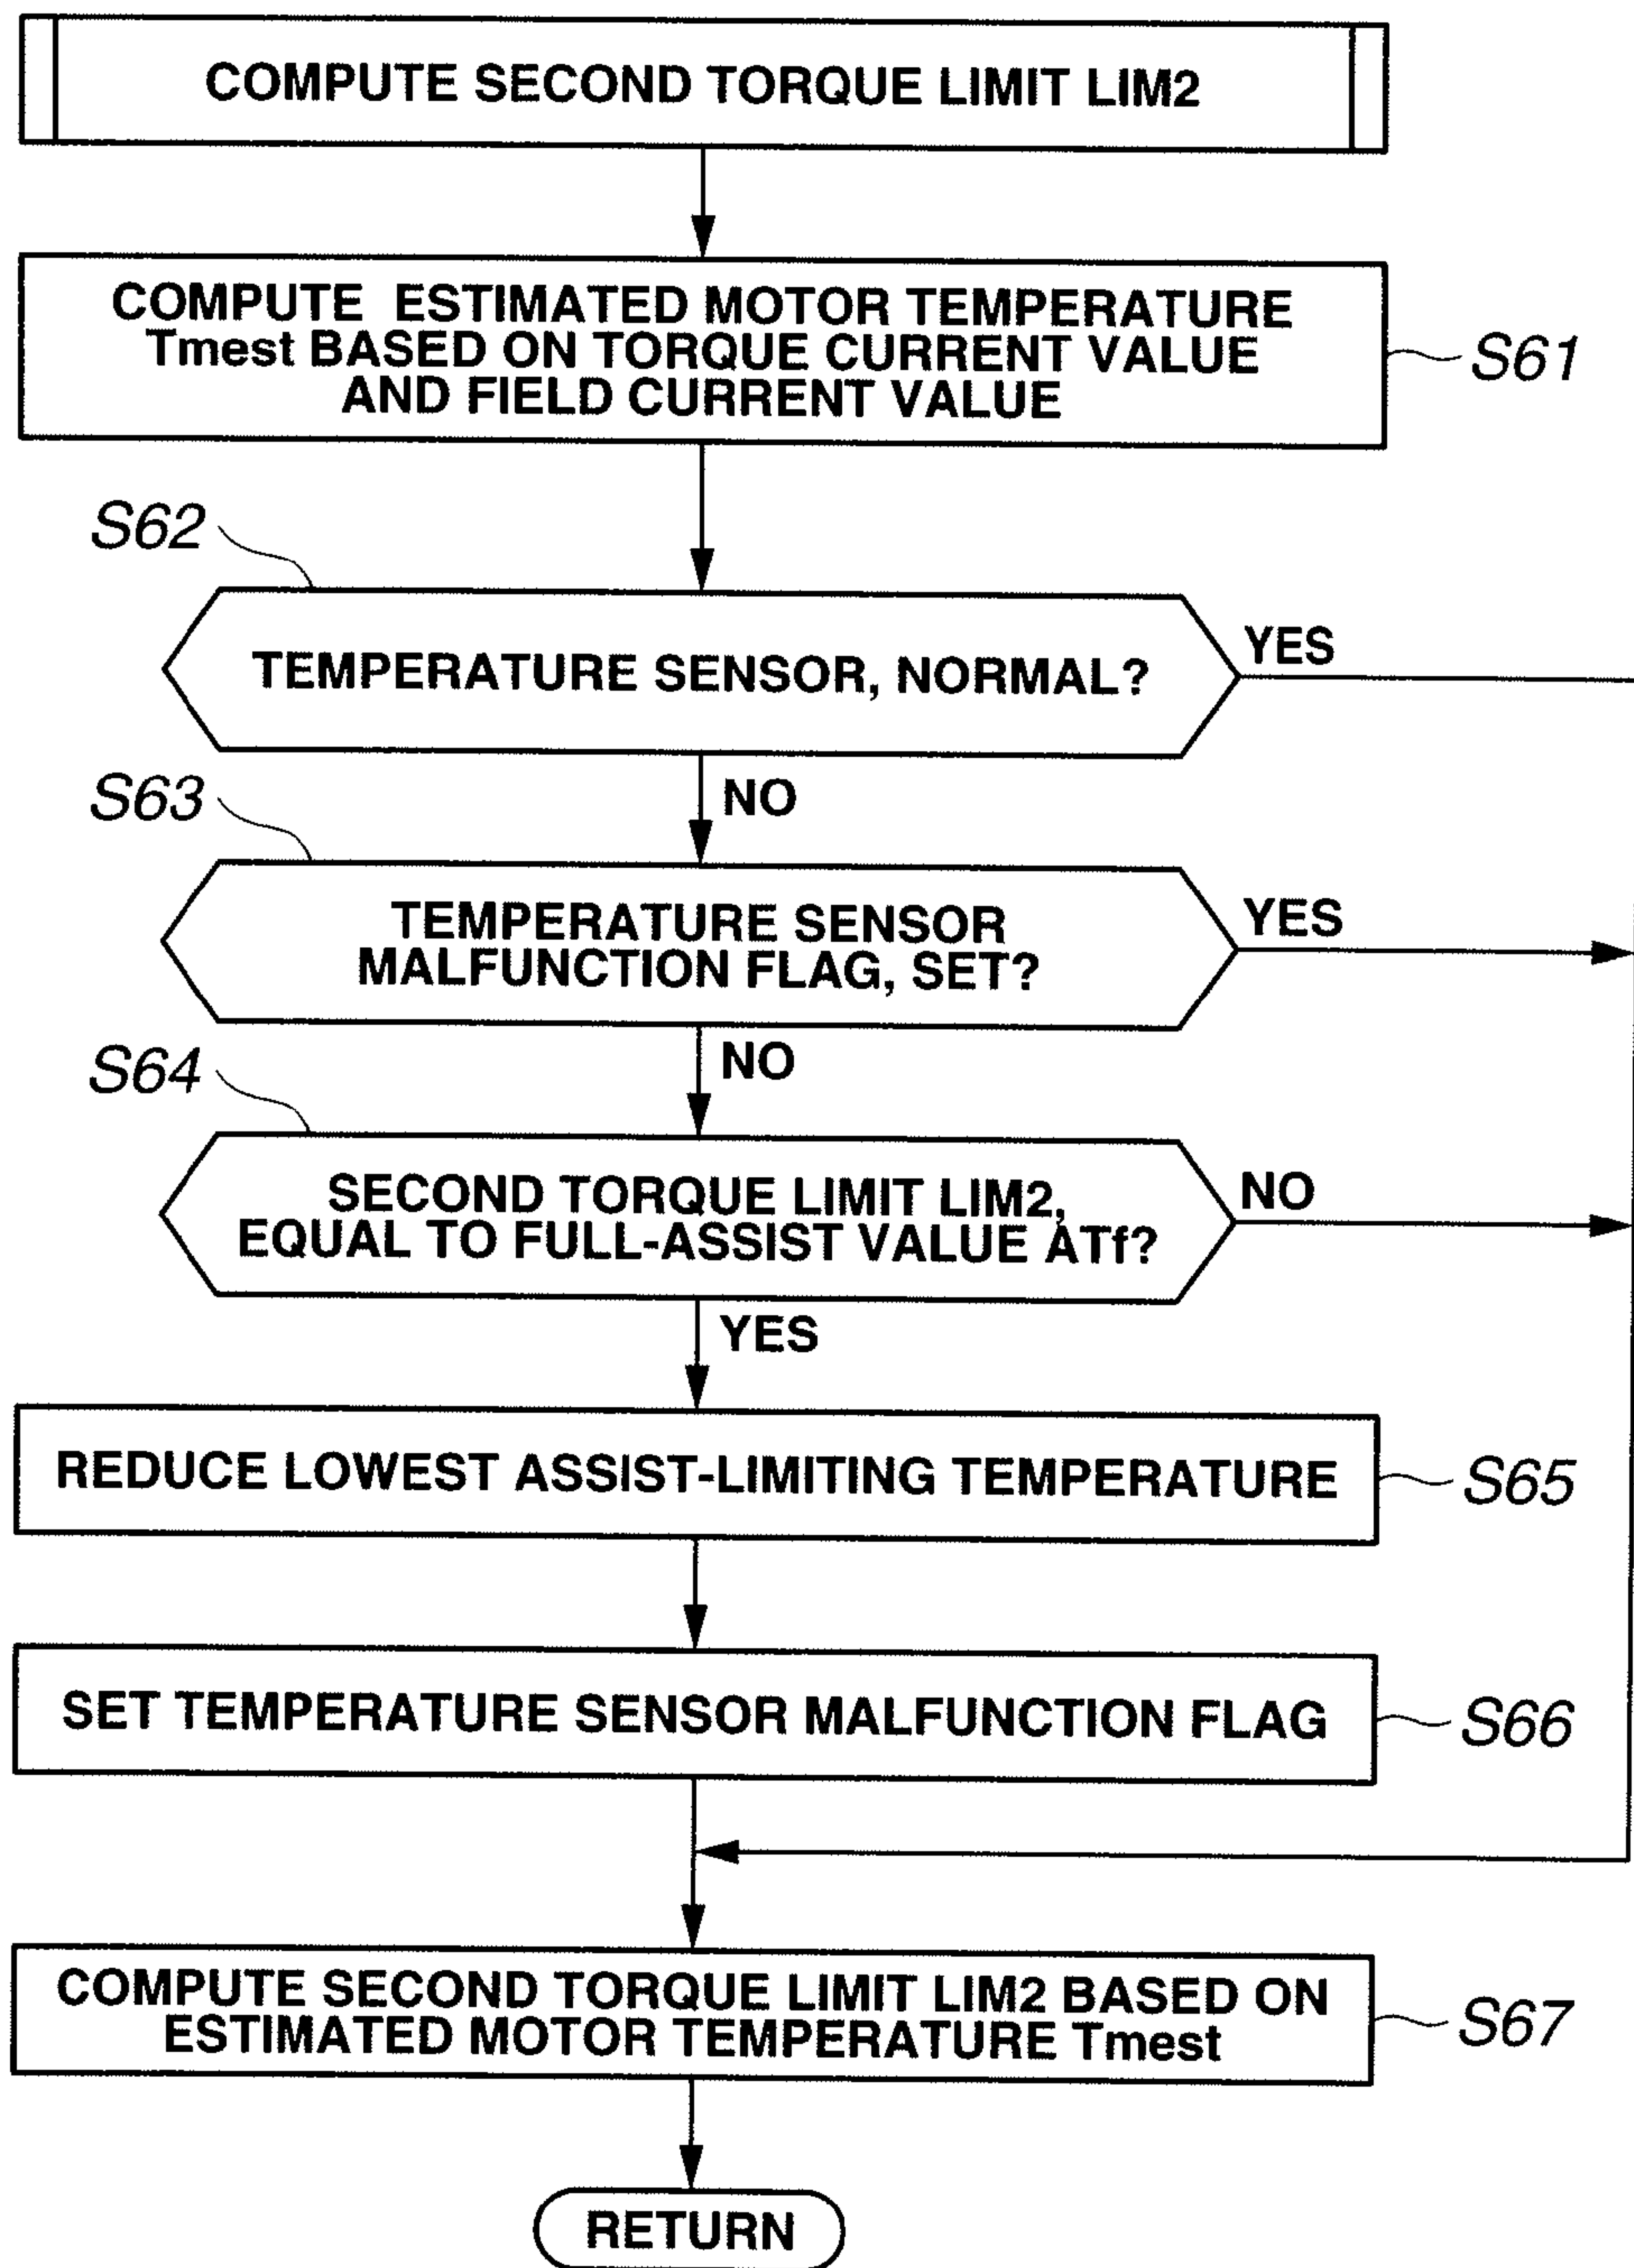 COMPUTE SECOND TORQUE LIMIT LIM2
COMPUTE ESTIMATED MOTOR TEMPERATURE
Tmest BASED ON TORQUE CURRENT VALUE
AND FIELD CURRENT VALUE
S61
S62
TEMPERATURE SENSOR, NORMAL?
YES
NO
S63
TEMPERATURE SENSOR
MALFUNCTION FLAG, SET?
YES
NO
S64
SECOND TORQUE LIMIT LIM2,
EQUAL TO FULL-ASSIST VALUE ATf?
NO
YES
REDUCE LOWEST ASSIST-LIMITING TEMPERATURE
S65
SET TEMPERATURE SENSOR MALFUNCTION FLAG
S66
COMPUTE SECOND TORQUE LIMIT LIM2 BASED ON
ESTIMATED MOTOR TEMPERATURE Tmest
S67
RETURN